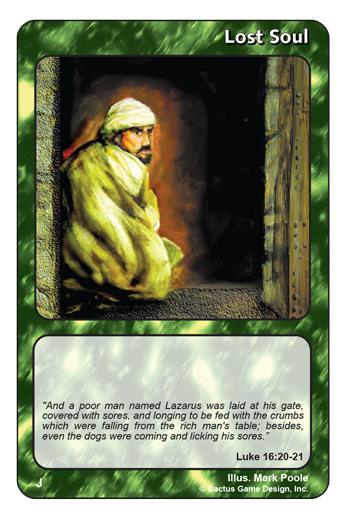 Lost Soul
"And a poor man named Lazarus was laid at his gate,
covered with sores, and longing to be fed with the crumbs
which were falling from the rich man's table; besides,
even the dogs were coming and licking his sores."
Luke 16:20-21
J
Illus. Mark Poole
© Cactus Game Design, Inc.